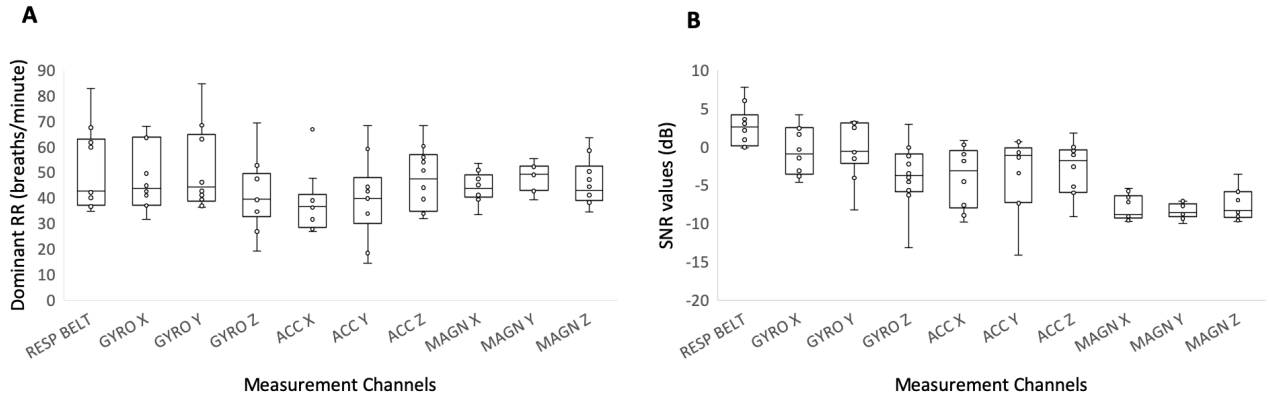 A
Dominant RR (breaths/minute)
90
80
70
60
50
40
30
20
10
0
RESP BELT
GYRO X
GYRO Y
GYRO Z
ACC X
ACC Y
ACC Z
MAGN X
MAGN Y
MAGN Z
Measurement Channels
B
SNR values (dB)
10
5
0
-5
-10
-15
-20
RESP BELT
GYRO X
GYRO Y
GYRO Z
ACC X
ACC Y
ACC Z
MAGN X
MAGN Y
MAGN Z
Measurement Channels